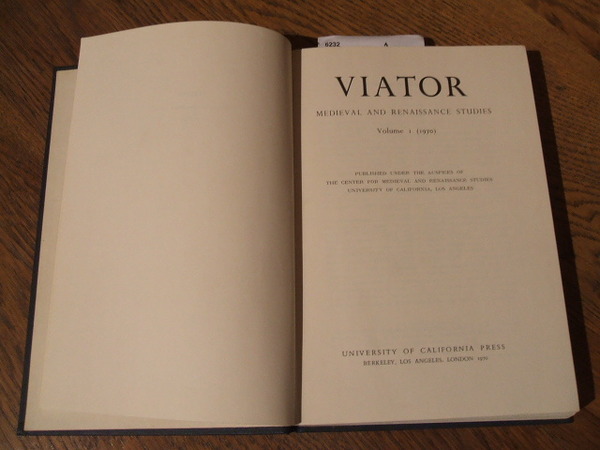 6232 A
VIATOR
MEDIEVAL AND RENAISSANCE STUDIES
Volume 1 (1970)
PUBLISHED UNDER THE AUSPICES OF
THE CENTER FOR MEDIEVAL AND RENAISSANCE STUDIES
UNIVERSITY OF CALIFORNIA, LOS ANGELES
UNIVERSITY OF CALIFORNIA PRESS
BERKELEY, LOS ANGELES, LONDON 1970